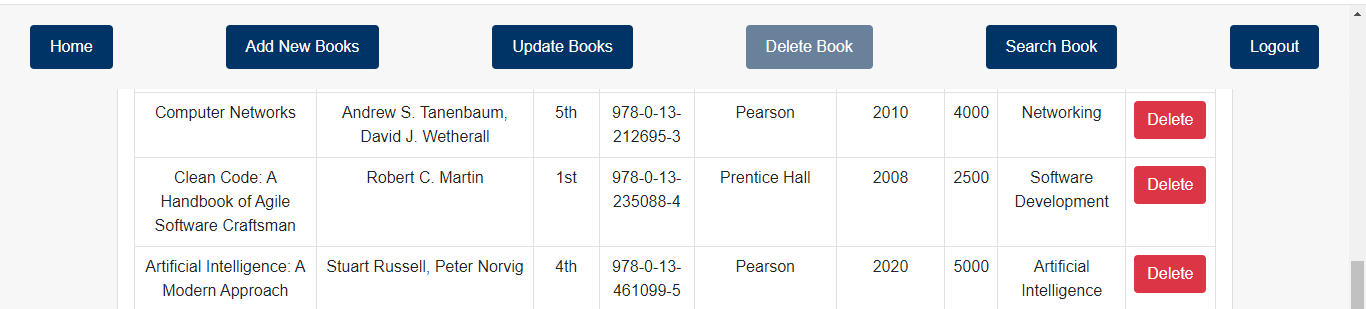 Home Add New Books Update Books Delete Book Search Book Logout
Computer Networks Andrew S. Tanenbaum, 5th 978-0-13- Pearson 2010 4000 Networking Delete
David J. Wetherall 212695-3
Clean Code: A Robert C. Martin 1st 978-0-13- Prentice Hall 2008 2500 Software Delete
Handbook of Agile 235088-4 Development
Software Craftsman
Artificial Intelligence: A Stuart Russell, Peter Norvig 4th 978-0-13- Pearson 2020 5000 Artificial Delete
Modern Approach 461099-5 Intelligence